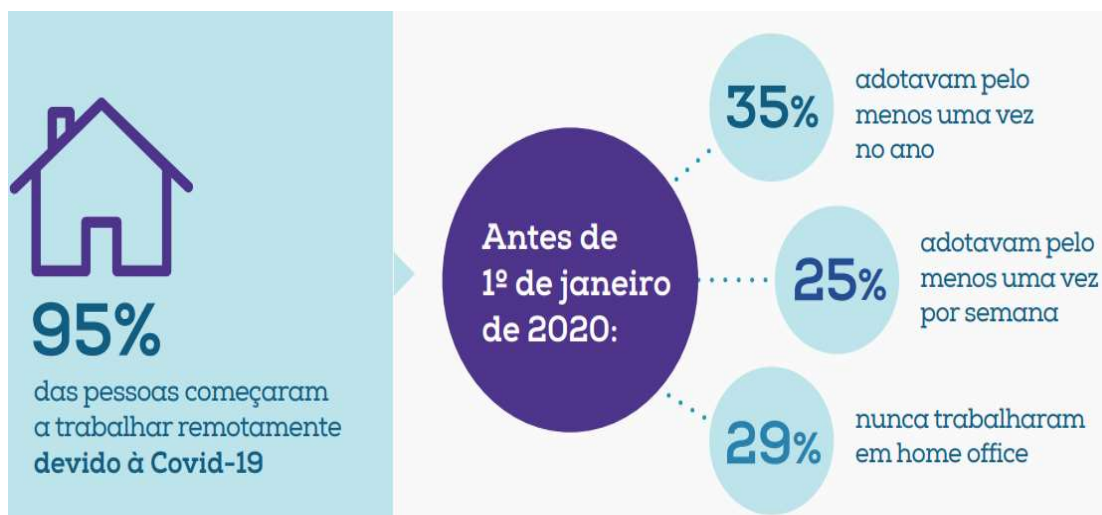 95%
das pessoas começaram
a trabalhar remotamente
devido à Covid-19
Antes de
1º de janeiro
de 2020:
35%
adotavam pelo
menos uma vez
no ano
25%
adotavam pelo
menos uma vez
por semana
29%
nunca trabalharam
em home office